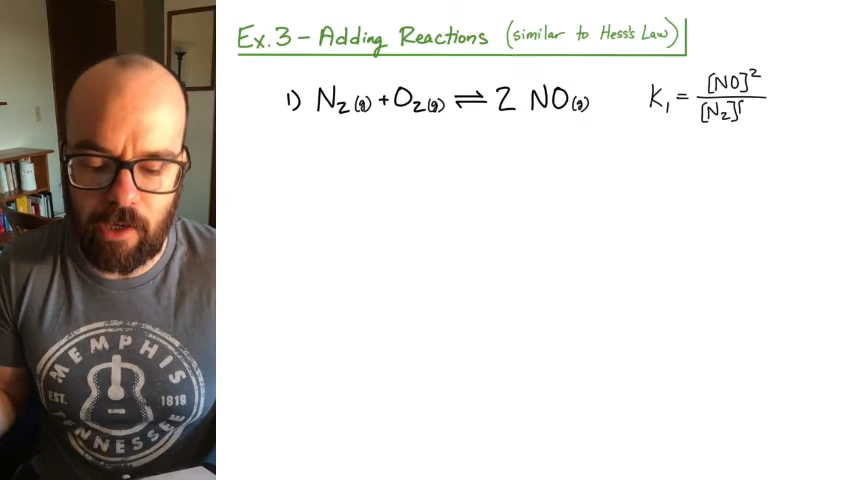 Ex. 3 - Adding Reactions (similar to Hess's Law)
1) N₂(g) + O₂(g) ⇌ 2 NO(g)
K₁ = [NO]² / [N₂]
MEMPHIS
EST. 1819
TENNESSEE